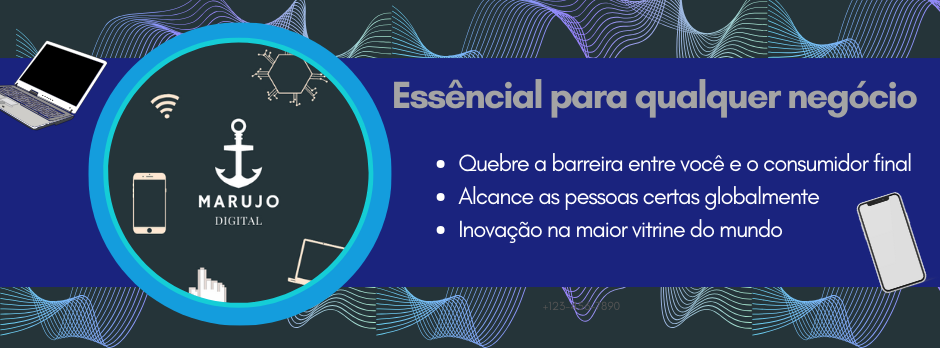 MARUJO
DIGITAL
Essêncial para qualquer negócio
• Quebre a barreira entre você e o consumidor final
• Alcance as pessoas certas globalmente
• Inovação na maior vitrine do mundo